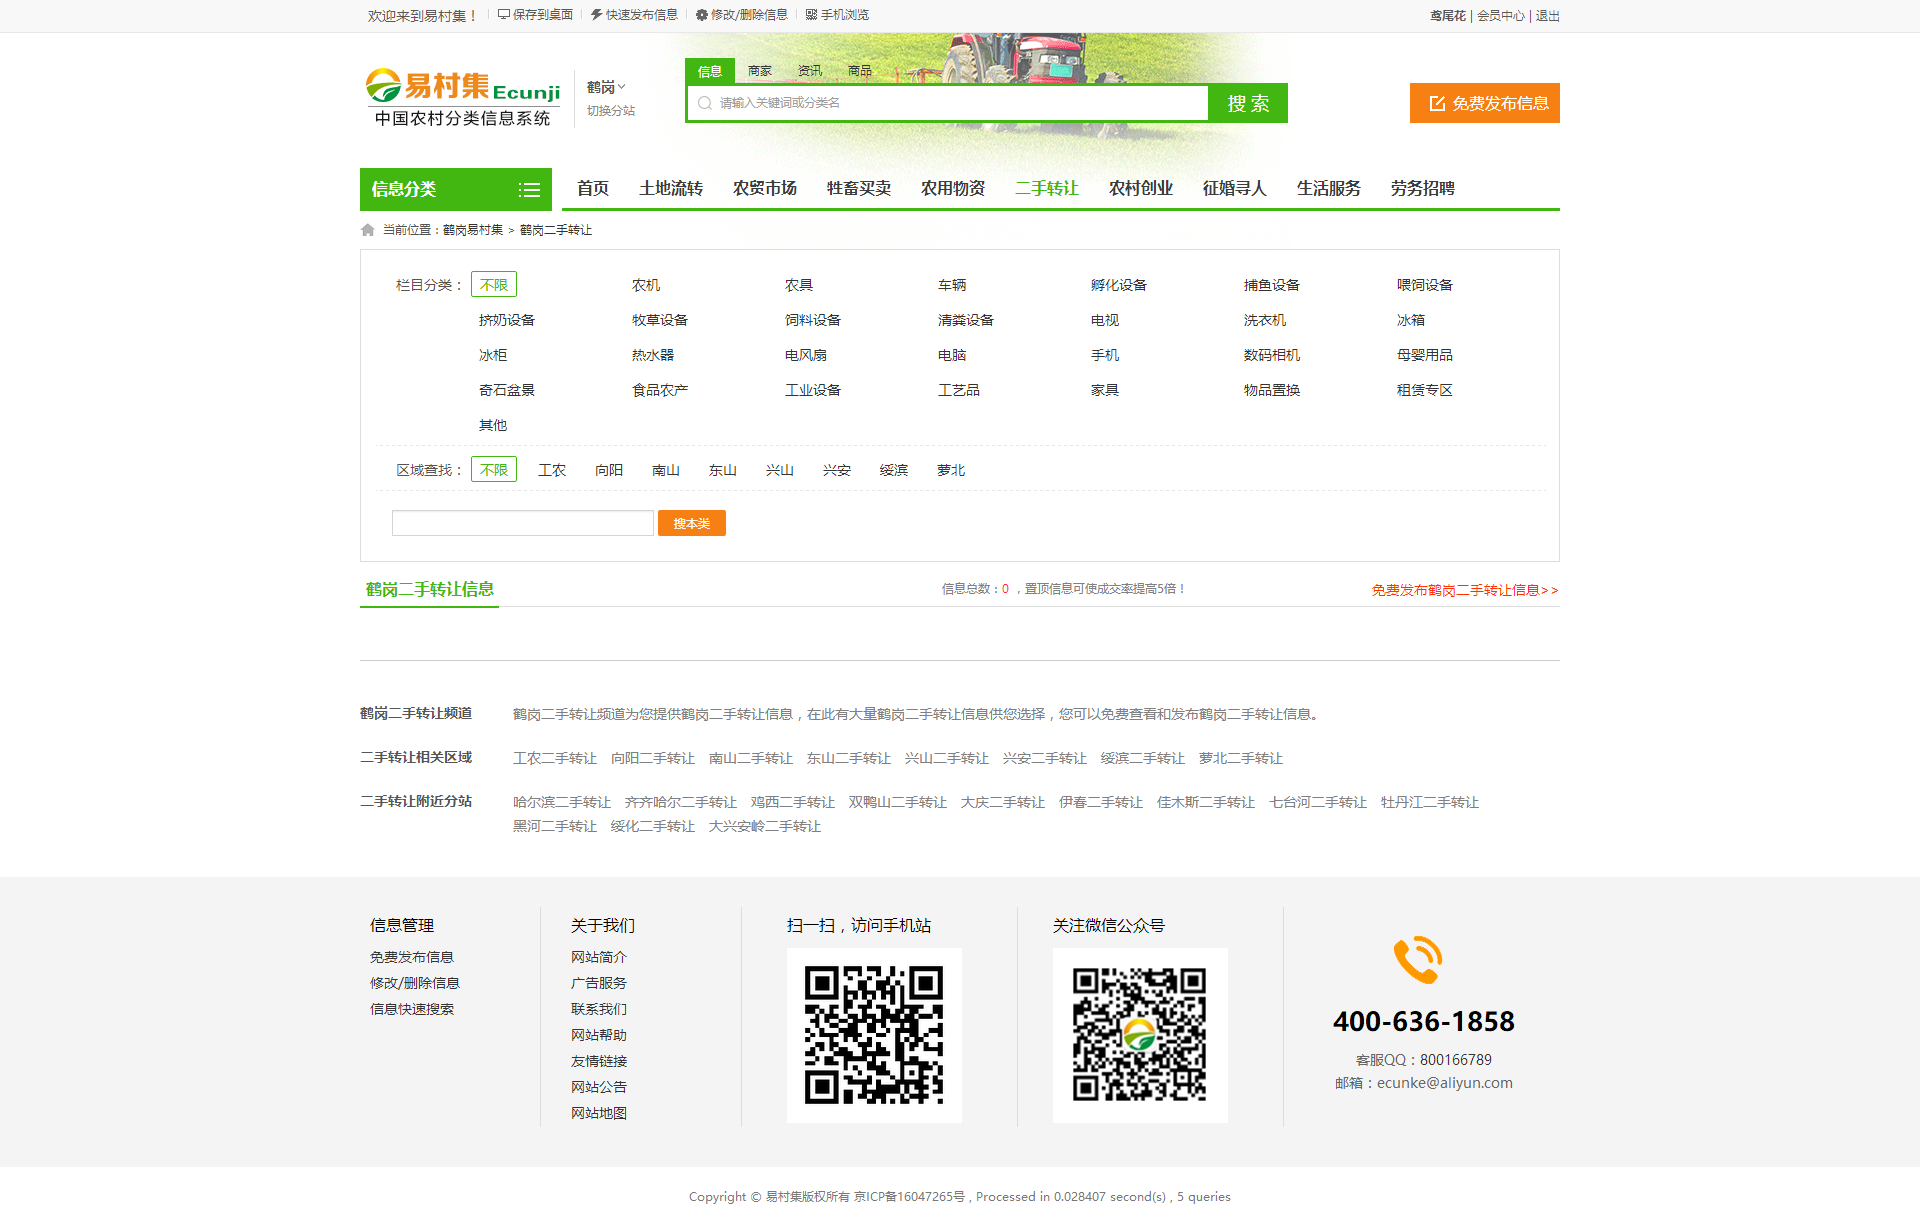 欢迎来到易村集！ 保存到桌面 快速发布信息 修改/删除信息 手机浏览 鸢尾花 | 会员中心 | 退出
易村集 Ecunji
中国农村分类信息系统
鹤岗
切换分站
信息 商家 资讯 商品
请输入关键词或分类名 搜 索
免费发布信息
信息分类 首页 土地流转 农贸市场 牲畜买卖 农用物资 二手转让 农村创业 征婚寻人 生活服务 劳务招聘
当前位置：鹤岗易村集 > 鹤岗二手转让
栏目分类： 不限 农机 农具 车辆 孵化设备 捕鱼设备 喂饲设备
挤奶设备 牧草设备 饲料设备 清粪设备 电视 洗衣机 冰箱
冰柜 热水器 电风扇 电脑 手机 数码相机 母婴用品
奇石盆景 食品农产 工业设备 工艺品 家具 物品置换 租赁专区
其他
区域查找： 不限 工农 向阳 南山 东山 兴山 兴安 绥滨 萝北
搜本类
鹤岗二手转让信息 信息总数：0 ，置顶信息可使成交率提高5倍！ 免费发布鹤岗二手转让信息>>
鹤岗二手转让频道 鹤岗二手转让频道为您提供鹤岗二手转让信息，在此有大量鹤岗二手转让信息供您选择，您可以免费查看和发布鹤岗二手转让信息。
二手转让相关区域 工农二手转让 向阳二手转让 南山二手转让 东山二手转让 兴山二手转让 兴安二手转让 绥滨二手转让 萝北二手转让
二手转让附近分站 哈尔滨二手转让 齐齐哈尔二手转让 鸡西二手转让 双鸭山二手转让 大庆二手转让 伊春二手转让 佳木斯二手转让 七台河二手转让 牡丹江二手转让
黑河二手转让 绥化二手转让 大兴安岭二手转让
信息管理
免费发布信息
修改/删除信息
信息快速搜索
关于我们
网站简介
广告服务
联系我们
网站帮助
友情链接
网站公告
网站地图
扫一扫，访问手机站
关注微信公众号
400-636-1858
客服QQ：800166789
邮箱：ecunke@aliyun.com
Copyright © 易村集版权所有 京ICP备16047265号 , Processed in 0.028407 second(s) , 5 queries